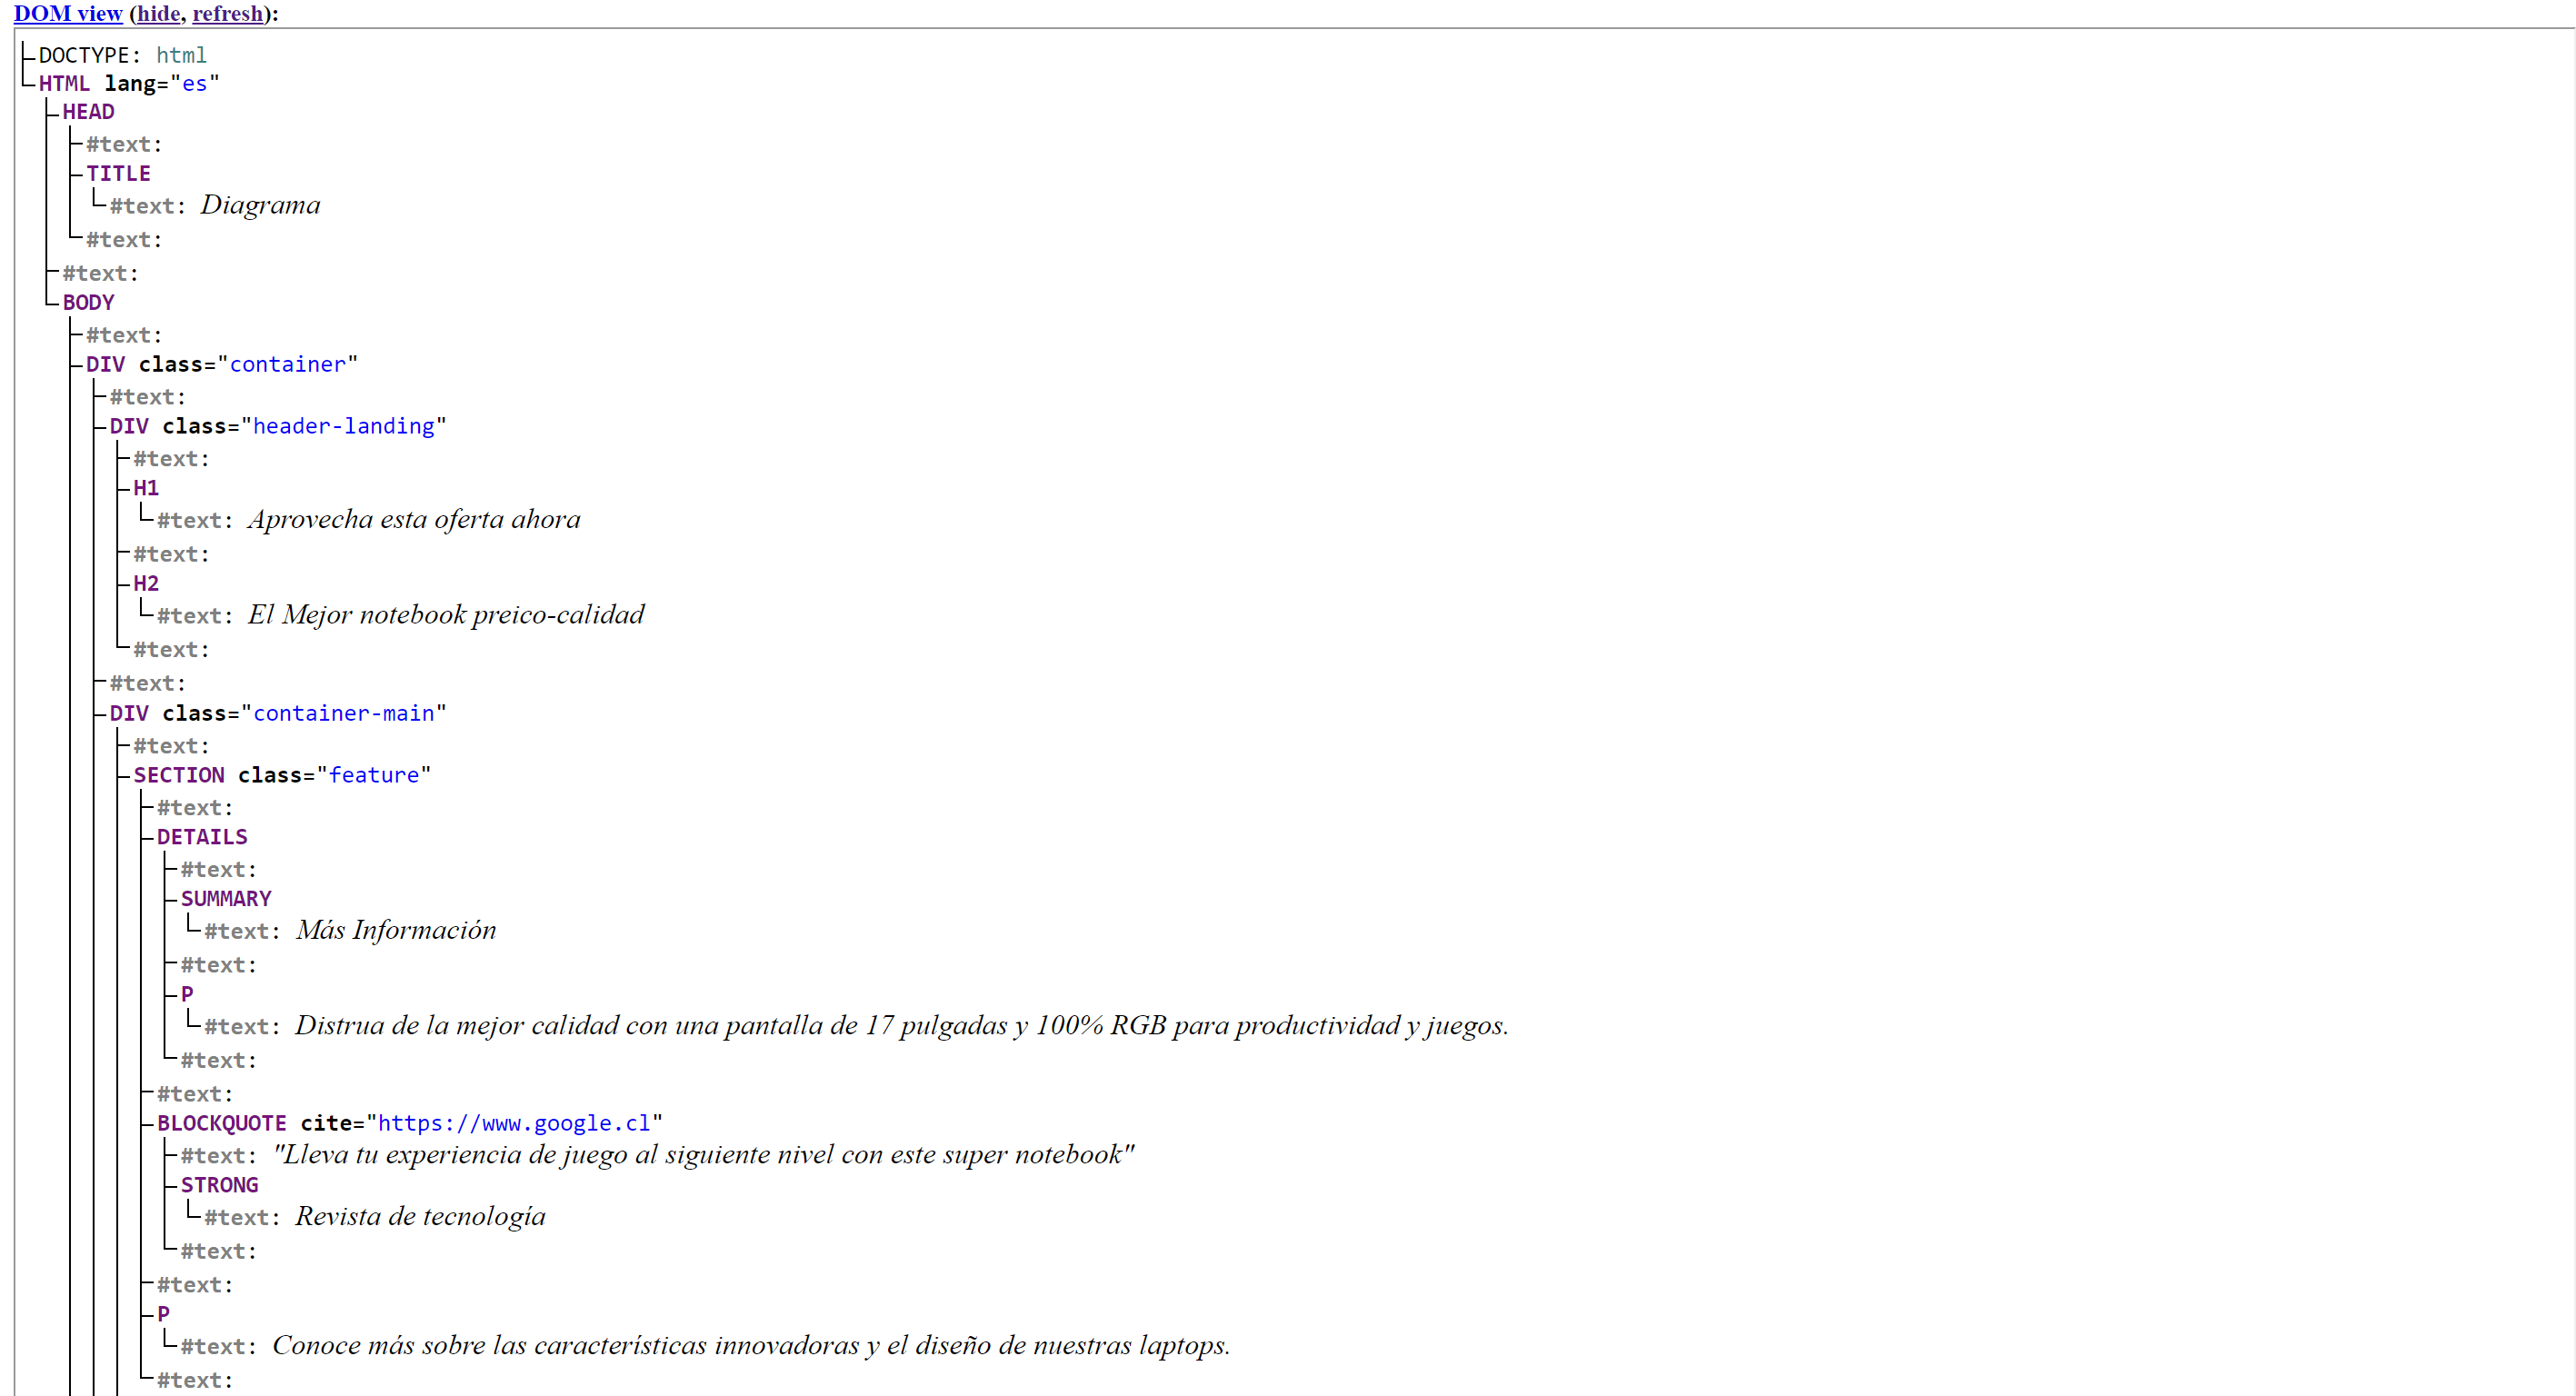 DOM view (hide, refresh):
DOCTYPE: html
HTML lang="es"
HEAD
#text:
TITLE
#text: Diagrama
#text:
#text:
BODY
#text:
DIV class="container"
#text:
DIV class="header-landing"
#text:
H1
#text: Aprovecha esta oferta ahora
#text:
H2
#text: El Mejor notebook preico-calidad
#text:
#text:
DIV class="container-main"
#text:
SECTION class="feature"
#text:
DETAILS
#text:
SUMMARY
#text: Más Información
#text:
P
#text: Distrua de la mejor calidad con una pantalla de 17 pulgadas y 100% RGB para productividad y juegos.
#text:
#text:
BLOCKQUOTE cite="https://www.google.cl"
#text: "Lleva tu experiencia de juego al siguiente nivel con este super notebook"
STRONG
#text: Revista de tecnología
#text:
#text:
P
#text: Conoce más sobre las características innovadoras y el diseño de nuestras laptops.
#text: